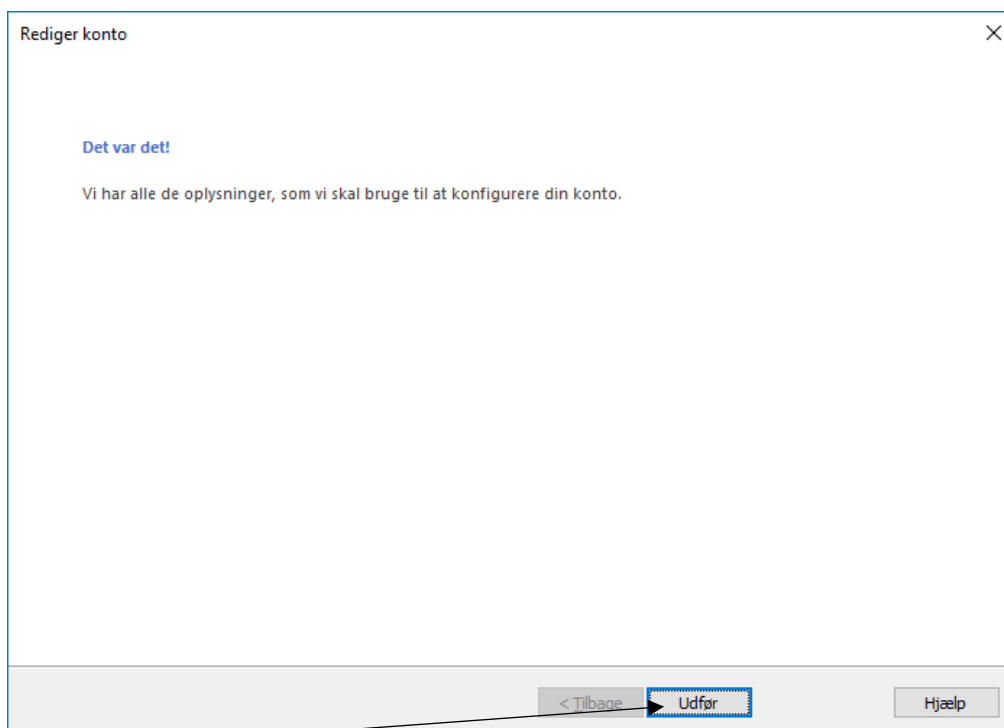 Rediger konto
Det var det!
Vi har alle de oplysninger, som vi skal bruge til at konfigurere din konto.
< Tilbage
Udfør
Hjælp